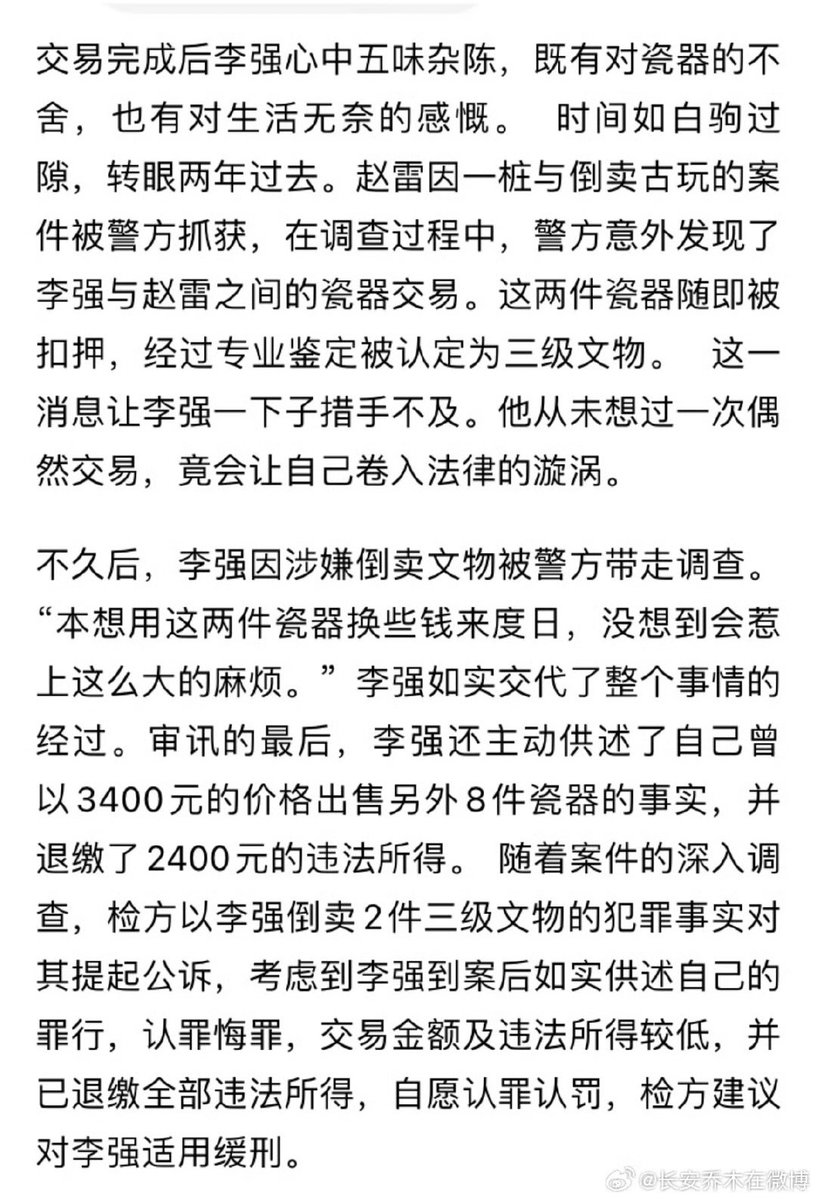 交易完成后李强心中五味杂陈，既有对瓷器的不
舍，也有对生活无奈的感慨。 时间如白驹过
隙，转眼两年过去。赵雷因一桩与倒卖古玩的案
件被警方抓获，在调查过程中，警方意外发现了
李强与赵雷之间的瓷器交易。这两件瓷器随即被
扣押，经过专业鉴定被认定为三级文物。 这一
消息让李强一下子措手不及。他从未想过一次偶
然交易，竟会让自己卷入法律的漩涡。
不久后，李强因涉嫌倒卖文物被警方带走调查。
“本想用这两件瓷器换些钱来度日，没想到会惹
上这么大的麻烦。” 李强如实交代了整个事情的
经过。审讯的最后，李强还主动供述了自己曾
以3400元的价格出售另外8件瓷器的事实，并
退缴了2400元的违法所得。 随着案件的深入调
查，检方以李强倒卖2件三级文物的犯罪事实对
其提起公诉，考虑到李强到案后如实供述自己的
罪行，认罪悔罪，交易金额及违法所得较低，并
已退缴全部违法所得，自愿认罪认罚，检方建议
对李强适用缓刑。
@长安乔木在微博